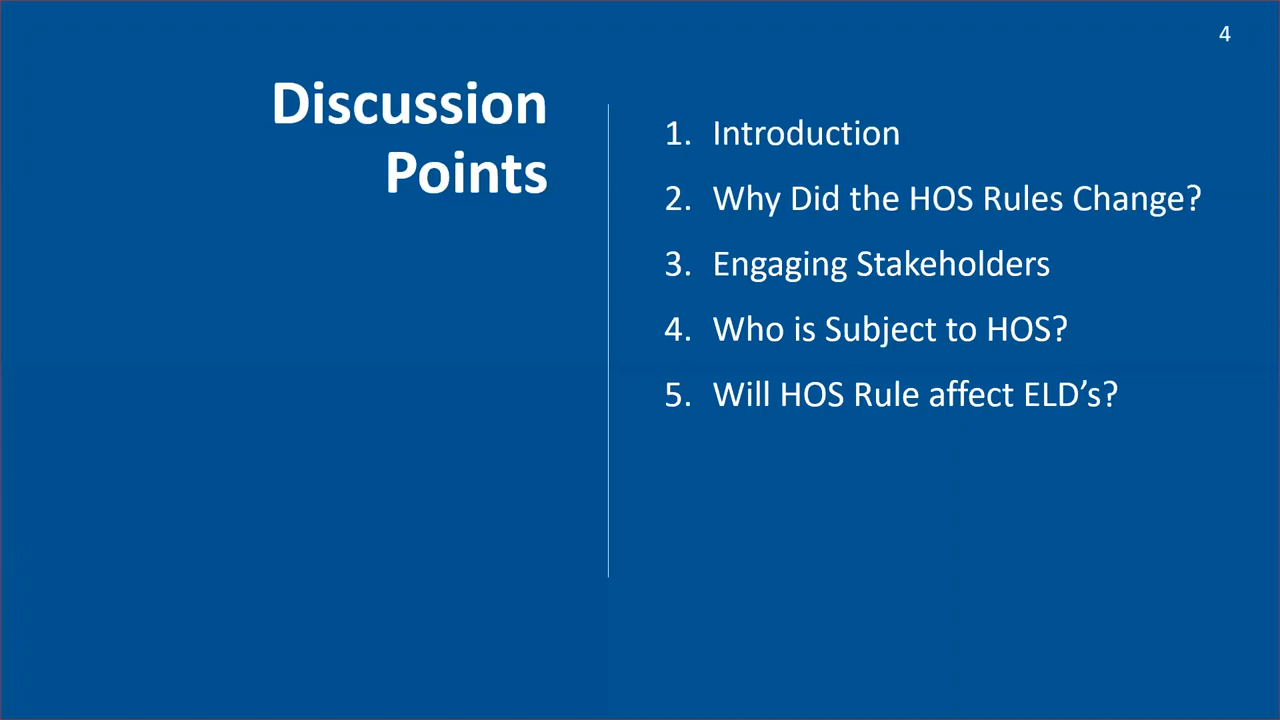 4
Discussion
Points
1. Introduction
2. Why Did the HOS Rules Change?
3. Engaging Stakeholders
4. Who is Subject to HOS?
5. Will HOS Rule affect ELD’s?